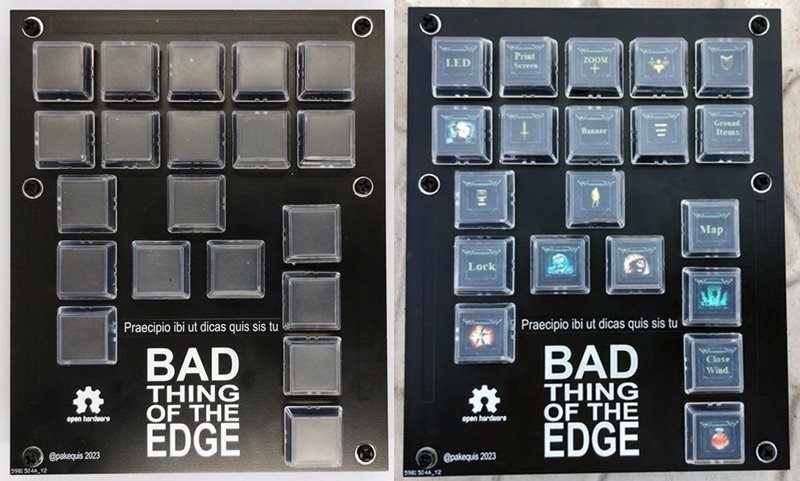 Praecipio ibi ut dicas quis sis tu
BAD
THING
OF THE
EDGE
open hardware
@pakequis 2023
5981504A_Y2
LED
Print
Screen
ZOOM
+
Banner
Ground
Items
Map
Lock
Close
Wind.
Praecipio ibi ut dicas quis sis tu
BAD
THING
OF THE
EDGE
open hardware
@pakequis 2023
5981504A_Y2